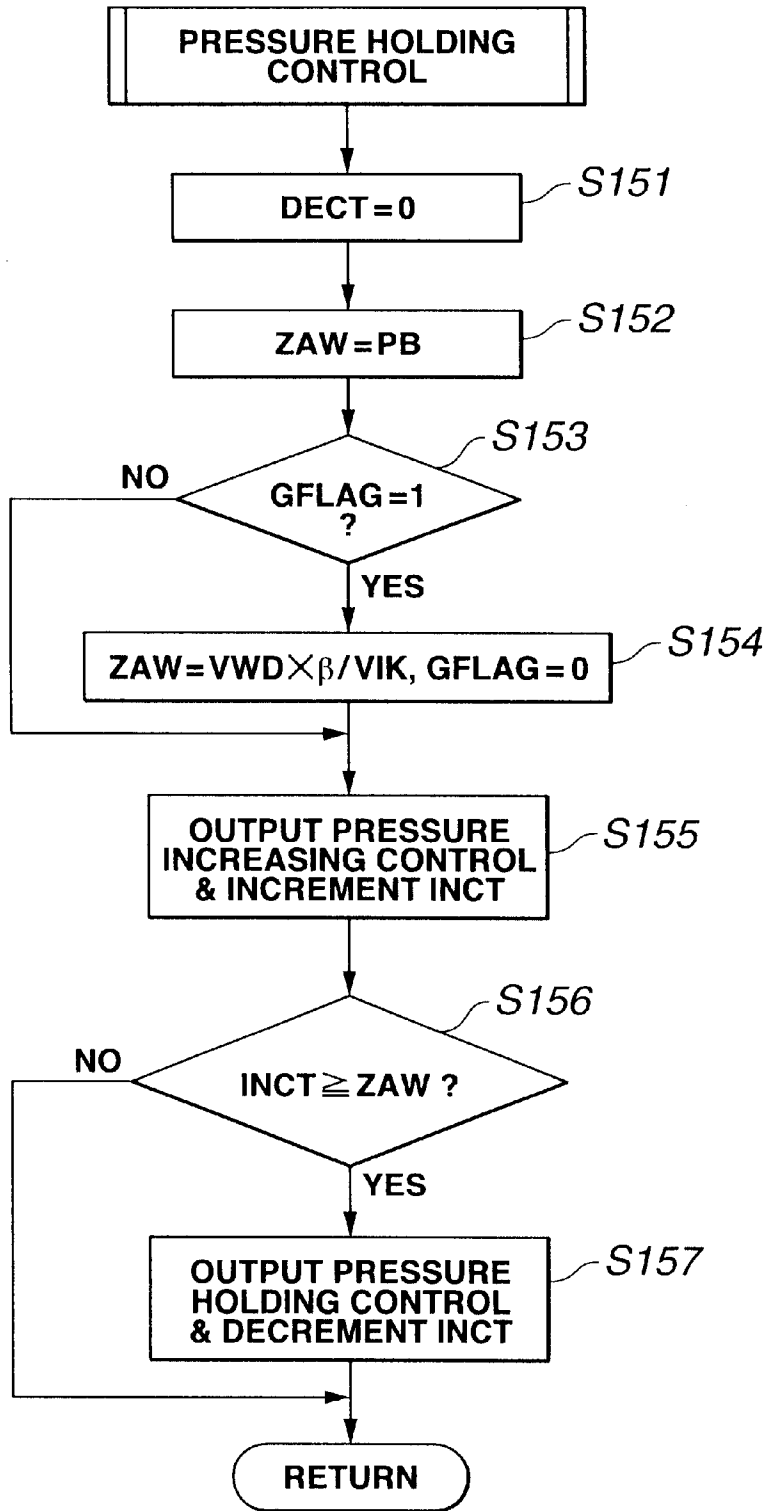 PRESSURE HOLDING
CONTROL
S151
DECT=0
S152
ZAW=PB
S153
NO
GFLAG=1
?
YES
S154
ZAW=VWD×β/VIK, GFLAG=0
S155
OUTPUT PRESSURE
INCREASING CONTROL
& INCREMENT INCT
S156
NO
INCT≧ZAW ?
YES
S157
OUTPUT PRESSURE
HOLDING CONTROL
& DECREMENT INCT
RETURN